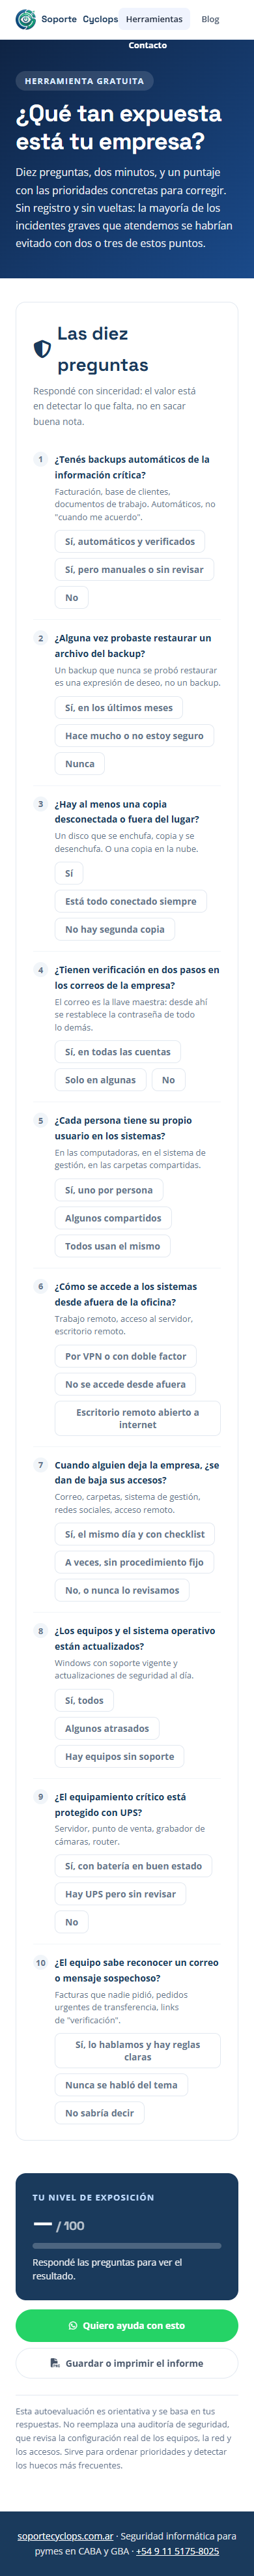 Soporte Cyclops
Herramientas
Blog
Contacto
HERRAMIENTA GRATUITA
¿Qué tan expuesta
está tu empresa?
Diez preguntas, dos minutos, y un puntaje
con las prioridades concretas para corregir.
Sin registro y sin vueltas: la mayoría de los
incidentes graves que atendemos se habrían
evitado con dos o tres de estos puntos.
Las diez
preguntas
Respondé con sinceridad: el valor está
en detectar lo que falta, no en sacar
buena nota.
1
¿Tenés backups automáticos de la
información crítica?
Facturación, base de clientes,
documentos de trabajo. Automáticos, no
"cuando me acuerdo".
Sí, automáticos y verificados
Sí, pero manuales o sin revisar
No
2
¿Alguna vez probaste restaurar un
archivo del backup?
Un backup que nunca se probó restaurar
es una expresión de deseo, no un backup.
Sí, en los últimos meses
Hace mucho o no estoy seguro
Nunca
3
¿Hay al menos una copia
desconectada o fuera del lugar?
Un disco que se enchufa, copia y se
desenchufa. O una copia en la nube.
Sí
Está todo conectado siempre
No hay segunda copia
4
¿Tienen verificación en dos pasos en
los correos de la empresa?
El correo es la llave maestra: desde ahí
se restablece la contraseña de todo
lo demás.
Sí, en todas las cuentas
Solo en algunas
No
5
¿Cada persona tiene su propio
usuario en los sistemas?
En las computadoras, en el sistema de
gestión, en las carpetas compartidas.
Sí, uno por persona
Algunos compartidos
Todos usan el mismo
6
¿Cómo se accede a los sistemas
desde afuera de la oficina?
Trabajo remoto, acceso al servidor,
escritorio remoto.
Por VPN o con doble factor
No se accede desde afuera
Escritorio remoto abierto a
internet
7
Cuando alguien deja la empresa, ¿se
dan de baja sus accesos?
Correo, carpetas, sistema de gestión,
redes sociales, acceso remoto.
Sí, el mismo día y con checklist
A veces, sin procedimiento fijo
No, o nunca lo revisamos
8
¿Los equipos y el sistema operativo
están actualizados?
Windows con soporte vigente y
actualizaciones de seguridad al día.
Sí, todos
Algunos atrasados
Hay equipos sin soporte
9
¿El equipamiento crítico está
protegido con UPS?
Servidor, punto de venta, grabador de
cámaras, router.
Sí, con batería en buen estado
Hay UPS pero sin revisar
No
10
¿El equipo sabe reconocer un correo
o mensaje sospechoso?
Facturas que nadie pidió, pedidos
urgentes de transferencia, links
de "verificación".
Sí, lo hablamos y hay reglas
claras
Nunca se habló del tema
No sabría decir
TU NIVEL DE EXPOSICIÓN
— / 100
Respondé las preguntas para ver el
resultado.
Quiero ayuda con esto
Guardar o imprimir el informe
Esta autoevaluación es orientativa y se basa en tus
respuestas. No reemplaza una auditoría de seguridad,
que revisa la configuración real de los equipos, la red y
los accesos. Sirve para ordenar prioridades y detectar
los huecos más frecuentes.
soportecyclops.com.ar · Seguridad informática para
pymes en CABA y GBA · +54 9 11 5175-8025